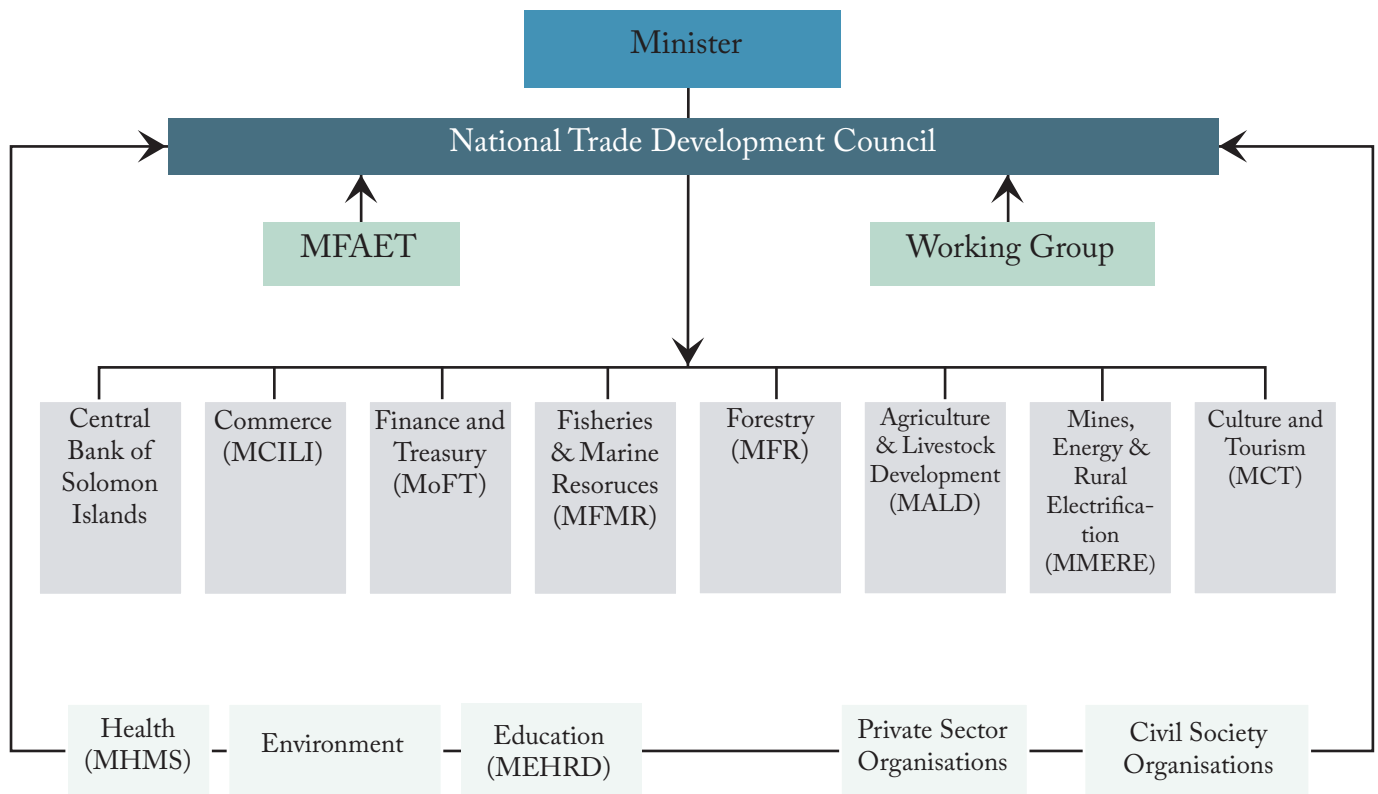 Minister
National Trade Development Council
MFAET
Working Group
Central
Bank of
Solomon
Islands
Commerce
(MCILI)
Finance and
Treasury
(MoFT)
Fisheries
& Marine
Resoruces
(MFMR)
Forestry
(MFR)
Agriculture
& Livestock
Development
(MALD)
Mines,
Energy &
Rural
Electrifica-
tion
(MMERE)
Culture and
Tourism
(MCT)
Health
(MHMS)
Environment
Education
(MEHRD)
Private Sector
Organisations
Civil Society
Organisations